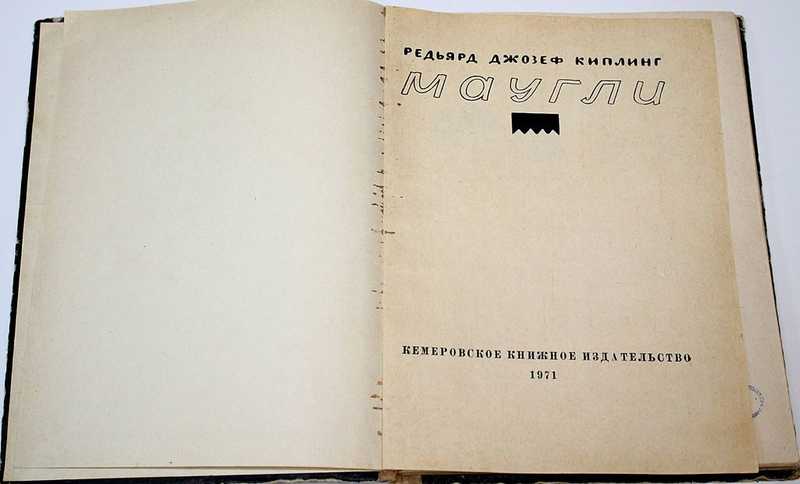 РЕДЬЯРД ДЖОЗЕФ КИПЛИНГ
МАУГЛИ
КЕМЕРОВСКОЕ КНИЖНОЕ ИЗДАТЕЛЬСТВО
1971